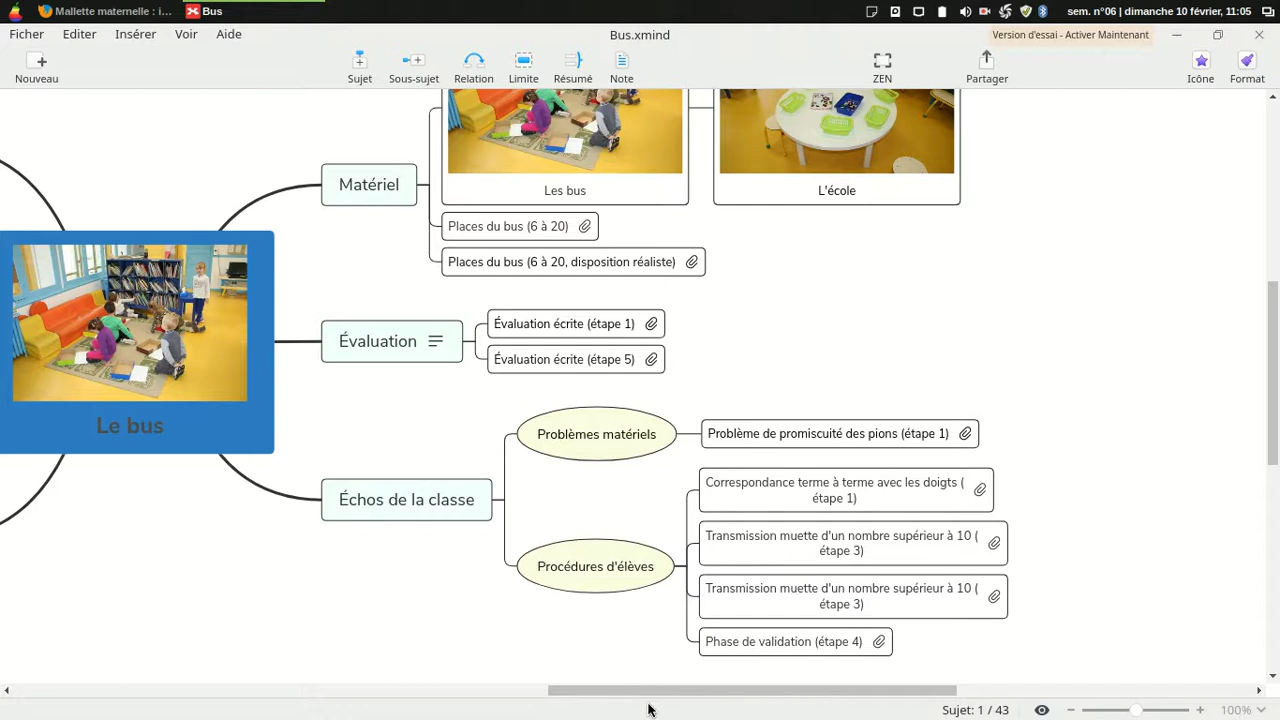 Mallette maternelle : i...
Bus
sem. n°06 | dimanche 10 février, 11:05
Ficher
Editer
Insérer
Voir
Aide
Bus.xmind
Version d'essai - Activer Maintenant
Nouveau
Sujet
Sous-sujet
Relation
Limite
Résumé
Note
ZEN
Partager
Icône
Format
Matériel
Les bus
L'école
Places du bus (6 à 20)
Places du bus (6 à 20, disposition réaliste)
Le bus
Évaluation
Évaluation écrite (étape 1)
Évaluation écrite (étape 5)
Échos de la classe
Problèmes matériels
Problème de promiscuité des pions (étape 1)
Procédures d'élèves
Correspondance terme à terme avec les doigts (
étape 1)
Transmission muette d'un nombre supérieur à 10 (
étape 3)
Transmission muette d'un nombre supérieur à 10 (
étape 3)
Phase de validation (étape 4)
Sujet: 1 / 43
100%